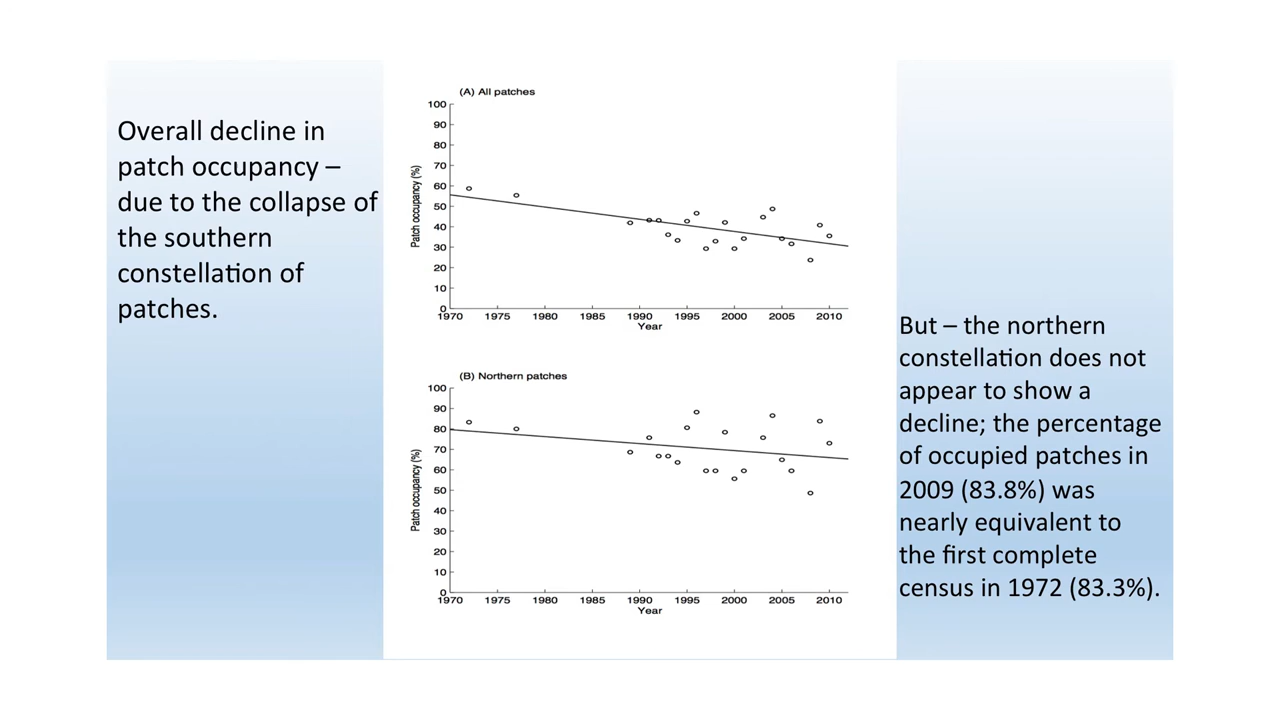 Overall decline in
patch occupancy –
due to the collapse of
the southern
constellation of
patches.
(A) All patches
100
90
80
70
60
50
40
30
20
10
0
Patch occupancy (%)
1970 1975 1980 1985 1990 1995 2000 2005 2010
Year
(B) Northern patches
100
90
80
70
60
50
40
30
20
10
0
Patch occupancy (%)
1970 1975 1980 1985 1990 1995 2000 2005 2010
Year
But – the northern
constellation does not
appear to show a
decline; the percentage
of occupied patches in
2009 (83.8%) was
nearly equivalent to
the first complete
census in 1972 (83.3%).